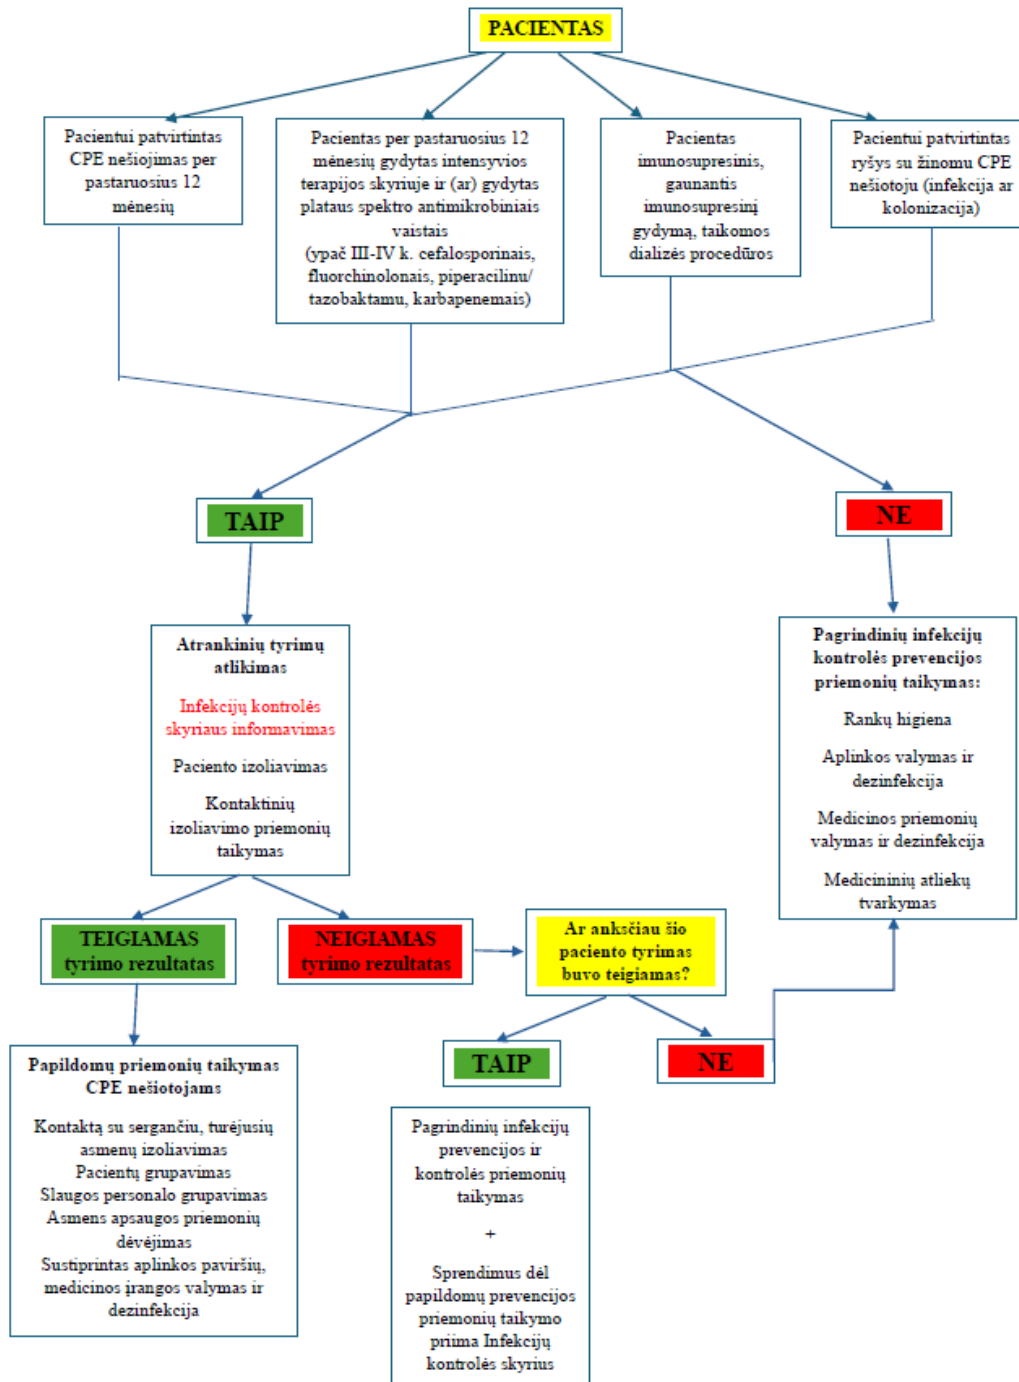 PACIENTAS
Pacientui patvirtintas
CPE nešiojimas per
pastaruosius 12
mėnesių
Pacientas per pastaruosius 12
mėnesių gydytas intensyvios
terapijos skyriuje ir (ar) gydytas
plataus spektro antimikrobiniais
vaistais
(ypač III-IV k. cefalosporinais,
fluorchinolonais, piperacilinu/
tazobaktamu, karbapenemais)
Pacientas
imunosupresinis,
gaunantis
imunosupresinį
gydymą, taikomos
dializės procedūros
Pacientui patvirtintas
ryšys su žinomu CPE
nešiotoju (infekcija ar
kolonizacija)
TAIP
NE
Atrankinių tyrimų
atlikimas
Infekcijų kontrolės
skyriaus informavimas
Paciento izoliavimas
Kontaktinių
izoliavimo priemonių
taikymas
Pagrindinių infekcijų
kontrolės prevencijos
priemonių taikymas:
Rankų higiena
Aplinkos valymas ir
dezinfekcija
Medicinos priemonių
valymas ir dezinfekcija
Medicininių atliekų
tvarkymas
TEIGIAMAS
tyrimo rezultatas
NEIGIAMAS
tyrimo rezultatas
Ar anksčiau šio
paciento tyrimas
buvo teigiamas?
TAIP
NE
Papildomų priemonių taikymas
CPE nešiotojams
Kontaktą su sergančiu, turėjusių
asmenų izoliavimas
Pacientų grupavimas
Slaugos personalo grupavimas
Asmens apsaugos priemonių
dėvėjimas
Sustiprintas aplinkos paviršių,
medicinos įrangos valymas ir
dezinfekcija
Pagrindinių infekcijų
prevencijos ir
kontrolės priemonių
taikymas
+
Sprendimus dėl
papildomų prevencijos
priemonių taikymo
priima Infekcijų
kontrolės skyrius